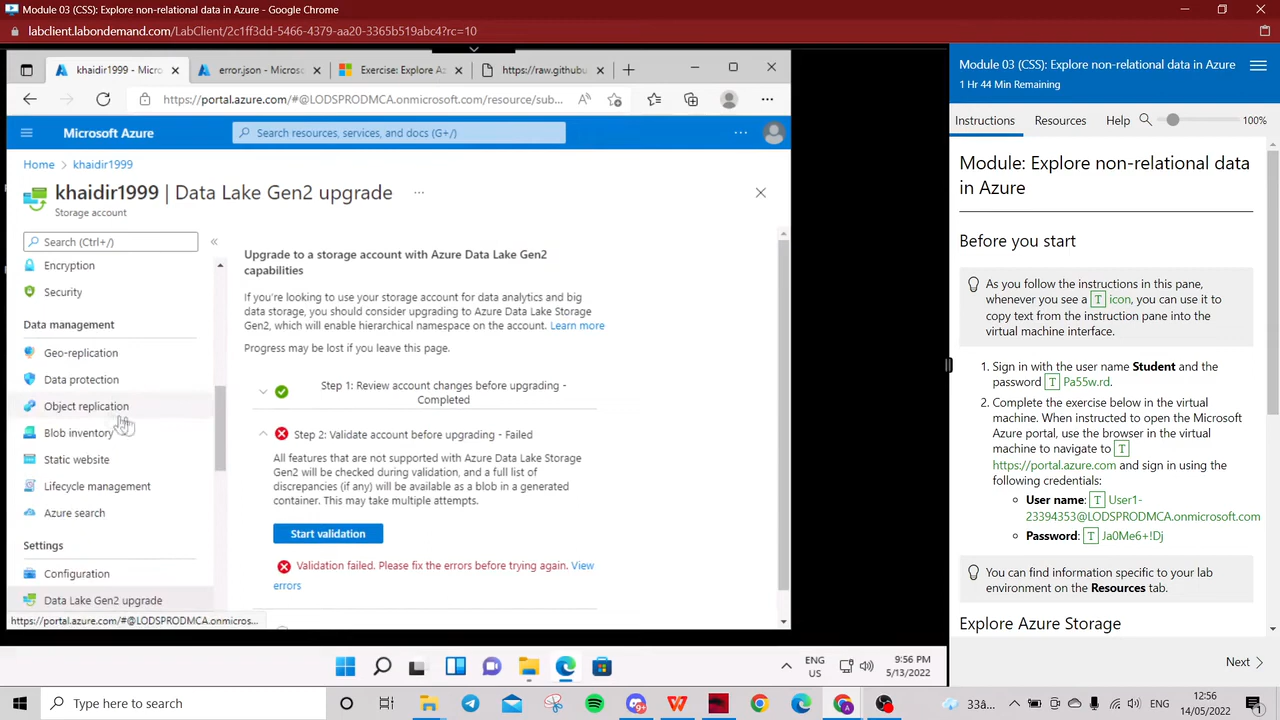 Module 03 (CSS): Explore non-relational data in Azure - Google Chrome
labclient.labondemand.com/LabClient/2c1ff3dd-5466-4379-aa20-3365b519abc4?rc=10
khaidir1999 - Micro
error.json - Microso
Exercise: Explore Az
https://raw.githubu
https://portal.azure.com/#@LODSPRODMCA.onmicrosoft.com/resource/sub...
Microsoft Azure
Search resources, services, and docs (G+/)
Home > khaidir1999
khaidir1999 | Data Lake Gen2 upgrade
Storage account
Search (Ctrl+/)
Encryption
Security
Data management
Geo-replication
Data protection
Object replication
Blob inventory
Static website
Lifecycle management
Azure search
Settings
Configuration
Data Lake Gen2 upgrade
https://portal.azure.com/#@LODSPRODMCA.onmicros...
Upgrade to a storage account with Azure Data Lake Gen2
capabilities
If you're looking to use your storage account for data analytics and big
data storage, you should consider upgrading to Azure Data Lake Storage
Gen2, which will enable hierarchical namespace on the account. Learn more
Progress may be lost if you leave this page.
Step 1: Review account changes before upgrading -
Completed
Step 2: Validate account before upgrading - Failed
All features that are not supported with Azure Data Lake Storage
Gen2 will be checked during validation, and a full list of
discrepancies (if any) will be available as a blob in a generated
container. This may take multiple attempts.
Start validation
Validation failed. Please fix the errors before trying again. View
errors
ENG
US
9:56 PM
5/13/2022
Module 03 (CSS): Explore non-relational data in Azure
1 Hr 44 Min Remaining
Instructions
Resources
Help
100%
Module: Explore non-relational data
in Azure
Before you start
As you follow the instructions in this pane,
whenever you see a T icon, you can use it to
copy text from the instruction pane into the
virtual machine interface.
1. Sign in with the user name Student and the
password T Pa55w.rd.
2. Complete the exercise below in the virtual
machine. When instructed to open the Microsoft
Azure portal, use the browser in the virtual
machine to navigate to T
https://portal.azure.com and sign in using the
following credentials:
User name: T User1-
23394353@LODSPRODMCA.onmicrosoft.com
Password: T Ja0Me6+!Dj
You can find information specific to your lab
environment on the Resources tab.
Explore Azure Storage
Next >
Type here to search
33â...
ENG
12:56
14/05/2022